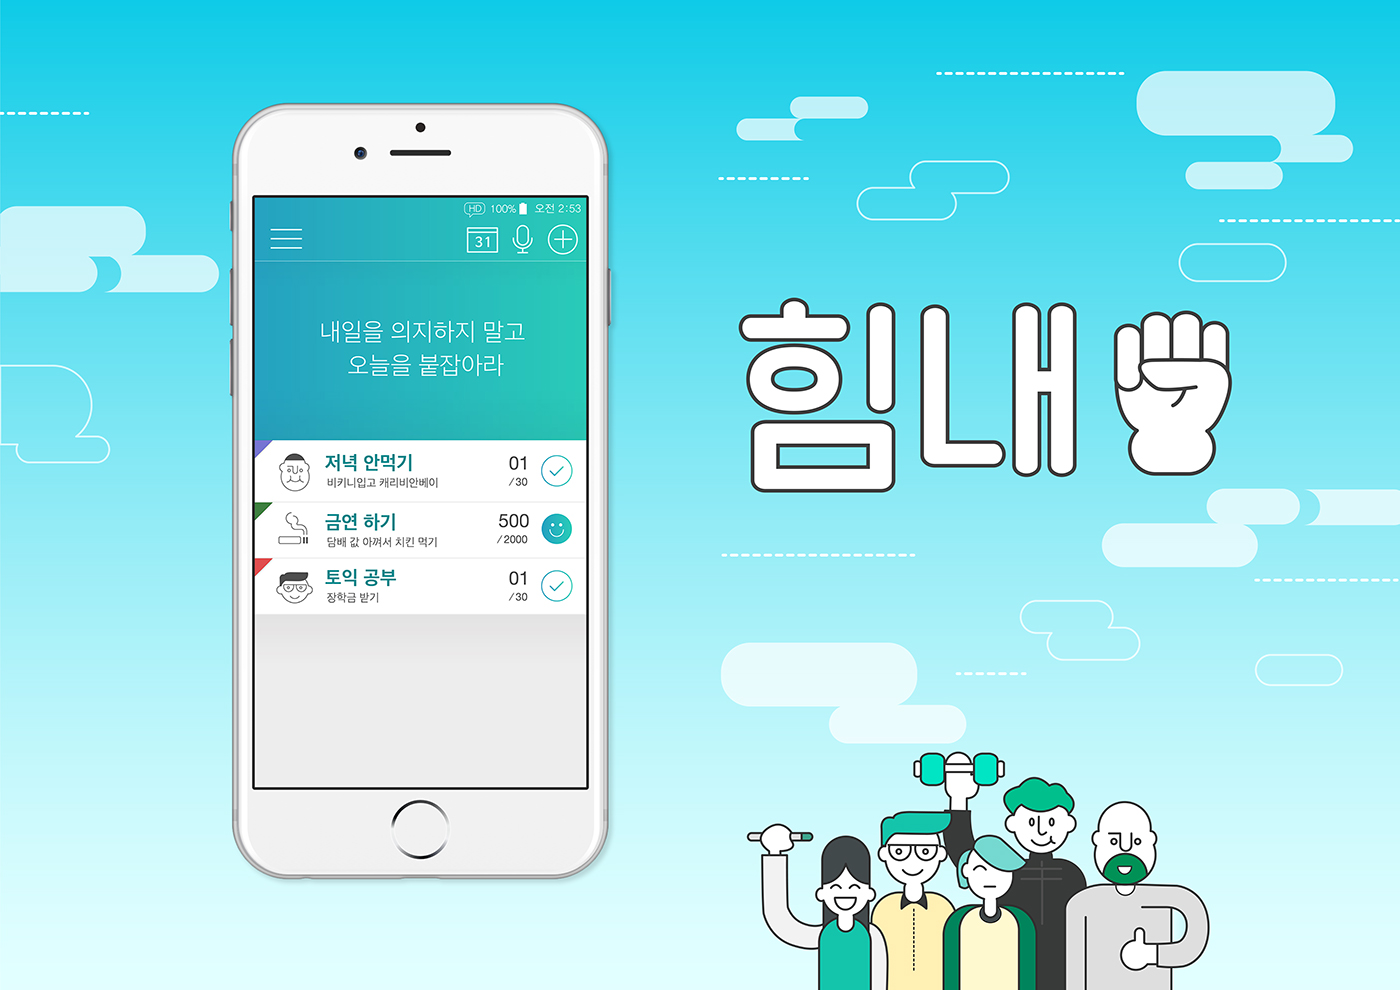 HD 100% 오전 2:53
31
내일을 의지하지 말고
오늘을 붙잡아라
저녁 안먹기 01
비키니입고 캐리비안베이 /30
금연 하기 500
담배 값 아껴서 치킨 먹기 /2000
토익 공부 01
장학금 받기 /30
힘내